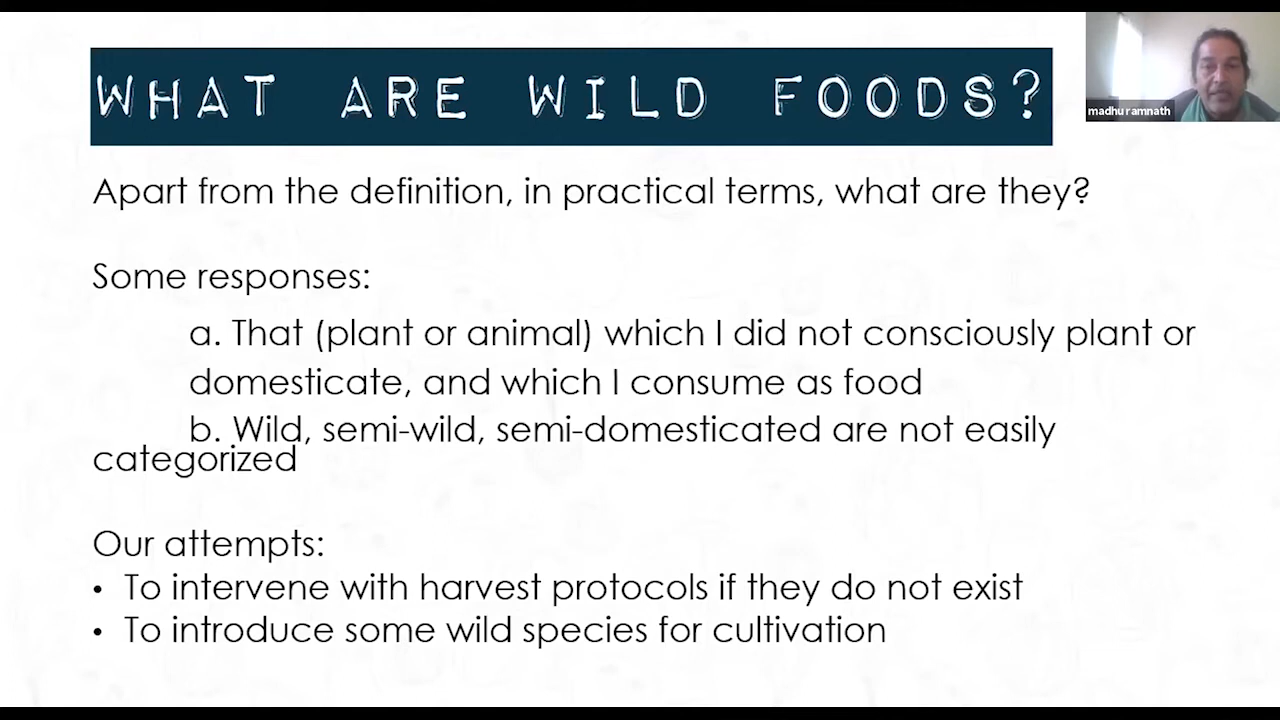 WHAT ARE WILD FOODS?
madhu ramnath
Apart from the definition, in practical terms, what are they?
Some responses:
a. That (plant or animal) which I did not consciously plant or
domesticate, and which I consume as food
b. Wild, semi-wild, semi-domesticated are not easily
categorized
Our attempts:
• To intervene with harvest protocols if they do not exist
• To introduce some wild species for cultivation